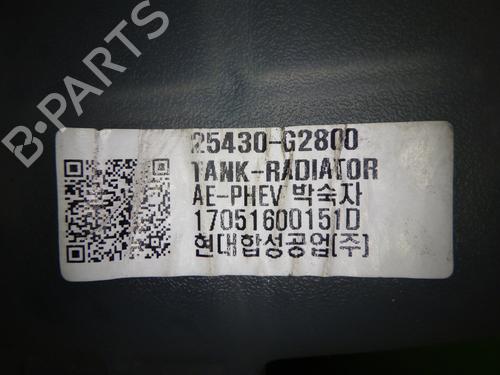 B-PARTS
25430-G2800
TANK-RADIATOR
AE-PHEV 박숙자
17051600151D
현대합성공업(주)